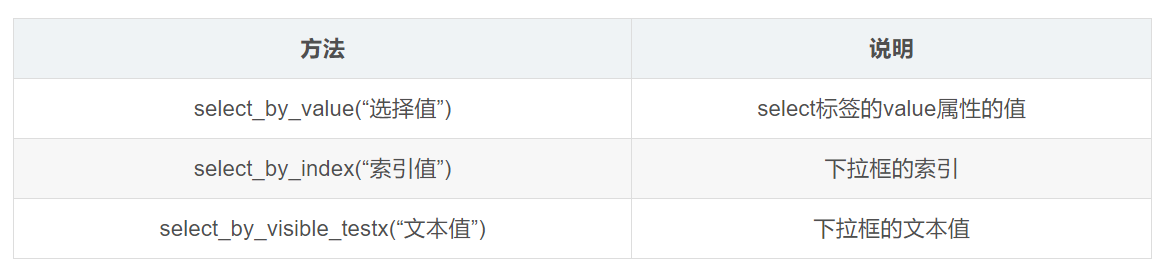 方法 说明
select_by_value(“选择值”) select标签的value属性的值
select_by_index(“索引值”) 下拉框的索引
select_by_visible_testx(“文本值”) 下拉框的文本值